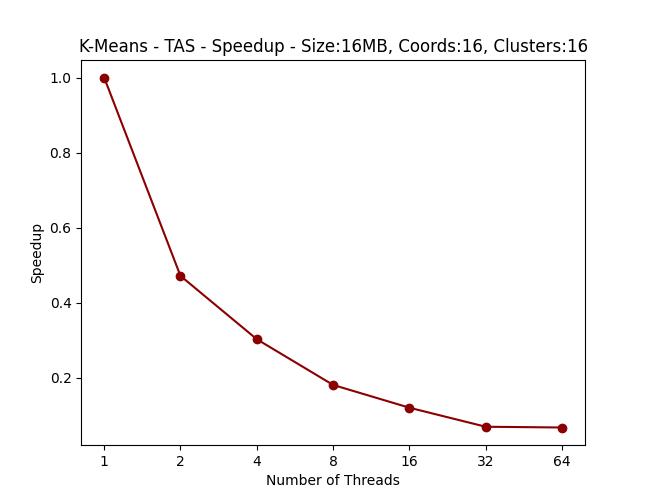 K-Means - TAS - Speedup - Size:16MB, Coords:16, Clusters:16
1.0
0.8
0.6
0.4
0.2
Speedup
1 2 4 8 16 32 64
Number of Threads